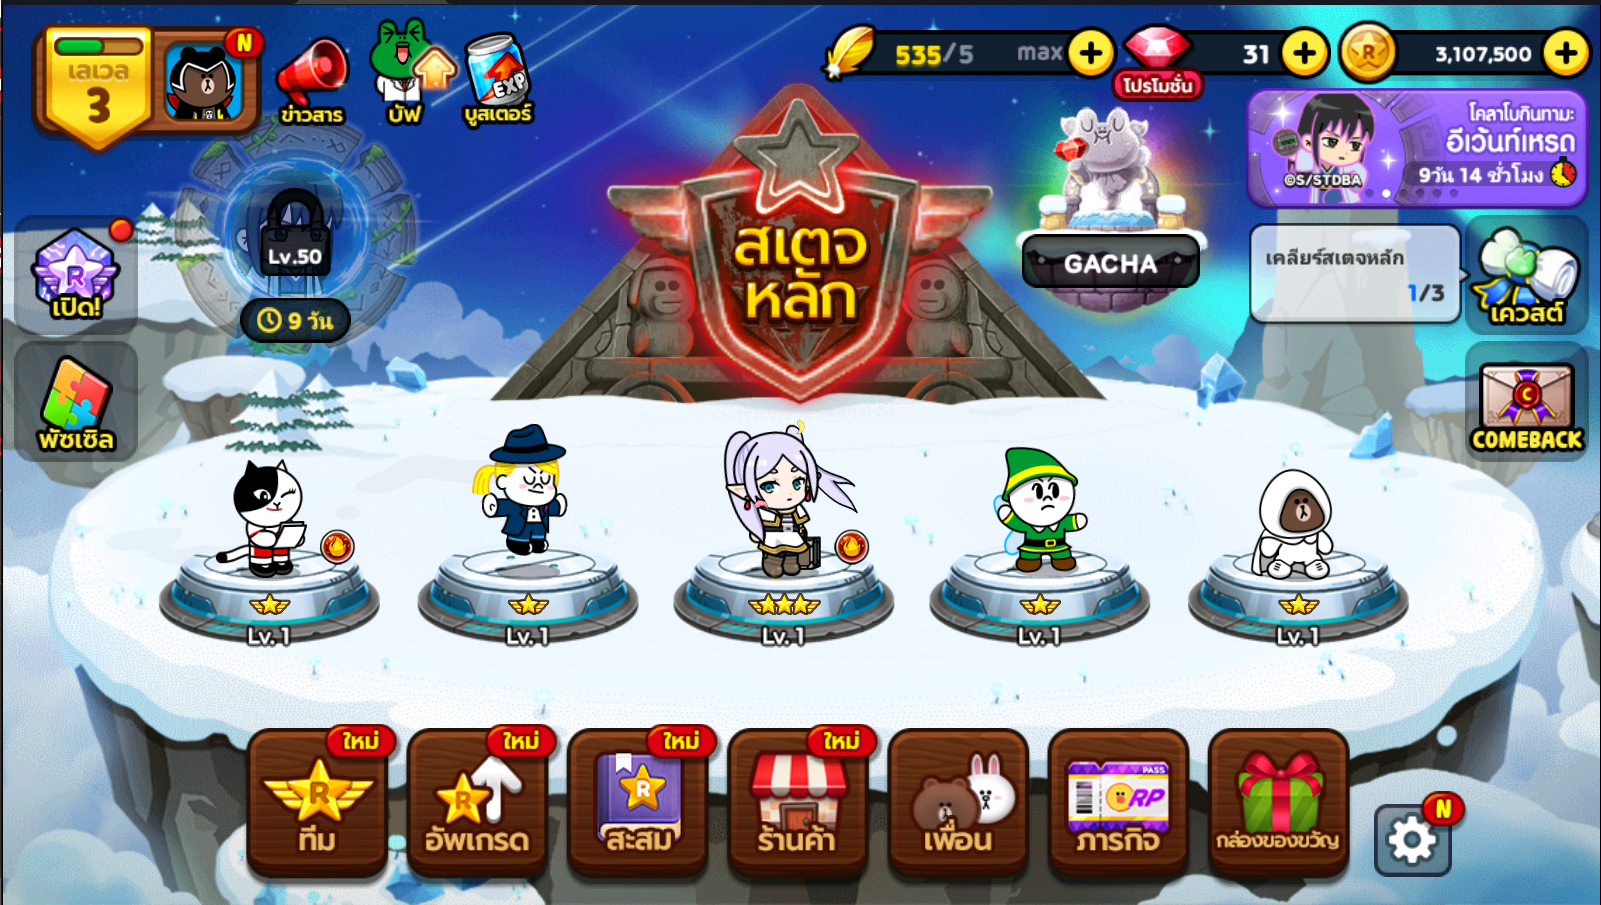 เลเวล
3
N
ข่าวสาร
บัฟ
EXP
บูสเตอร์
535/5 max
31
โปรโมชั่น
R
3,107,500
โคลาโบกินทามะ
อีเว้นท์เหรด
9วัน 14 ชั่วโมง
©S/STDBA
Lv.50
9 วัน
R
เปิด!
พัซเซิล
สเตจ
หลัก
GACHA
เคลียร์สเตจหลัก
1/3
เควสต์
C
COMEBACK
Lv. 1
Lv. 1
Lv. 1
Lv. 1
Lv. 1
ใหม่
R
ทีม
ใหม่
R
อัพเกรด
ใหม่
R
สะสม
ใหม่
ร้านค้า
เพื่อน
PASS
RP
ภารกิจ
กล่องของขวัญ
N